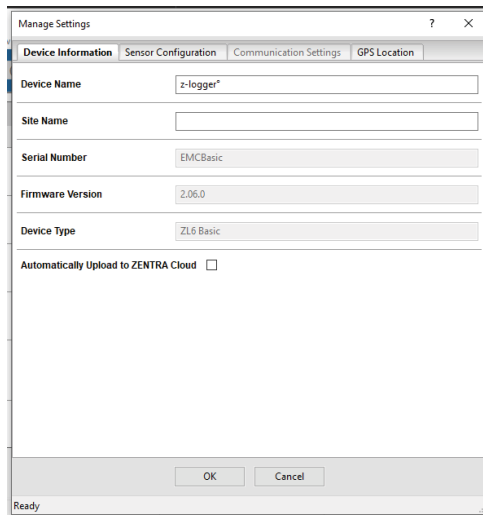 Manage Settings ? ×
Device Information Sensor Configuration Communication Settings GPS Location
Device Name z-logger°
Site Name
Serial Number EMCBasic
Firmware Version 2.06.0
Device Type ZL6 Basic
Automatically Upload to ZENTRA Cloud
OK Cancel
Ready